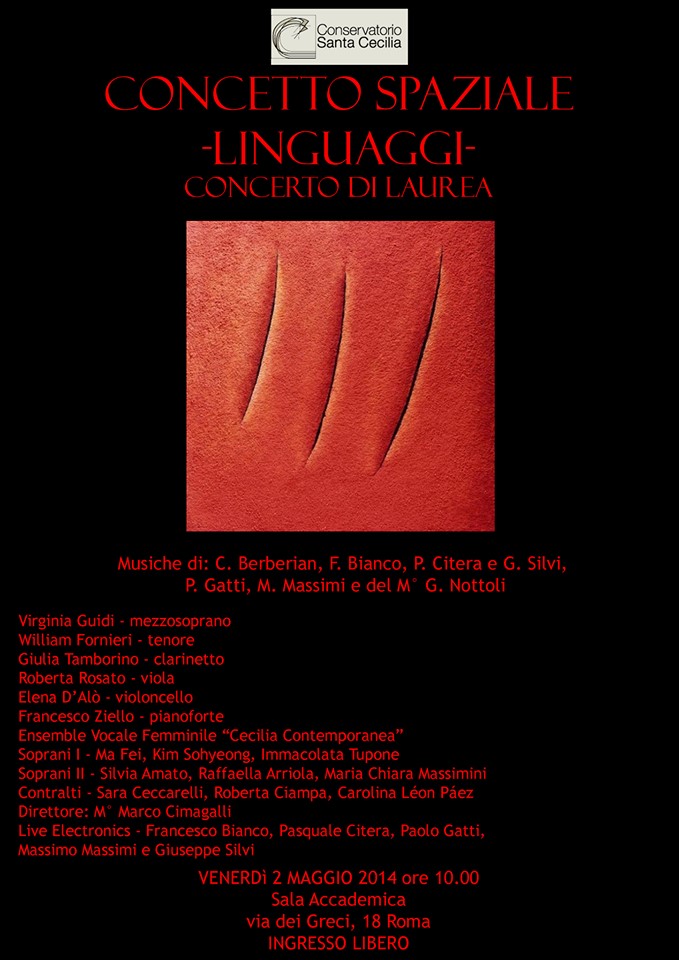 Conservatorio
Santa Cecilia
CONCETTO SPAZIALE
-LINGUAGGI-
CONCERTO DI LAUREA
Musiche di: C. Berberian, F. Bianco, P. Citera e G. Silvi,
P. Gatti, M. Massimi e del M° G. Nottoli
Virginia Guidi - mezzosoprano
William Fornieri - tenore
Giulia Tamborino - clarinetto
Roberta Rosato - viola
Elena D'Alò - violoncello
Francesco Ziello - pianoforte
Ensemble Vocale Femminile “Cecilia Contemporanea”
Soprani I - Ma Fei, Kim Sohyeong, Immacolata Tupone
Soprani II - Silvia Amato, Raffaella Arriola, Maria Chiara Massimini
Contralti - Sara Ceccarelli, Roberta Ciampa, Carolina Léon Páez
Direttore: M° Marco Cimagalli
Live Electronics - Francesco Bianco, Pasquale Citera, Paolo Gatti,
Massimo Massimi e Giuseppe Silvi
VENERDì 2 MAGGIO 2014 ore 10.00
Sala Accademica
via dei Greci, 18 Roma
INGRESSO LIBERO